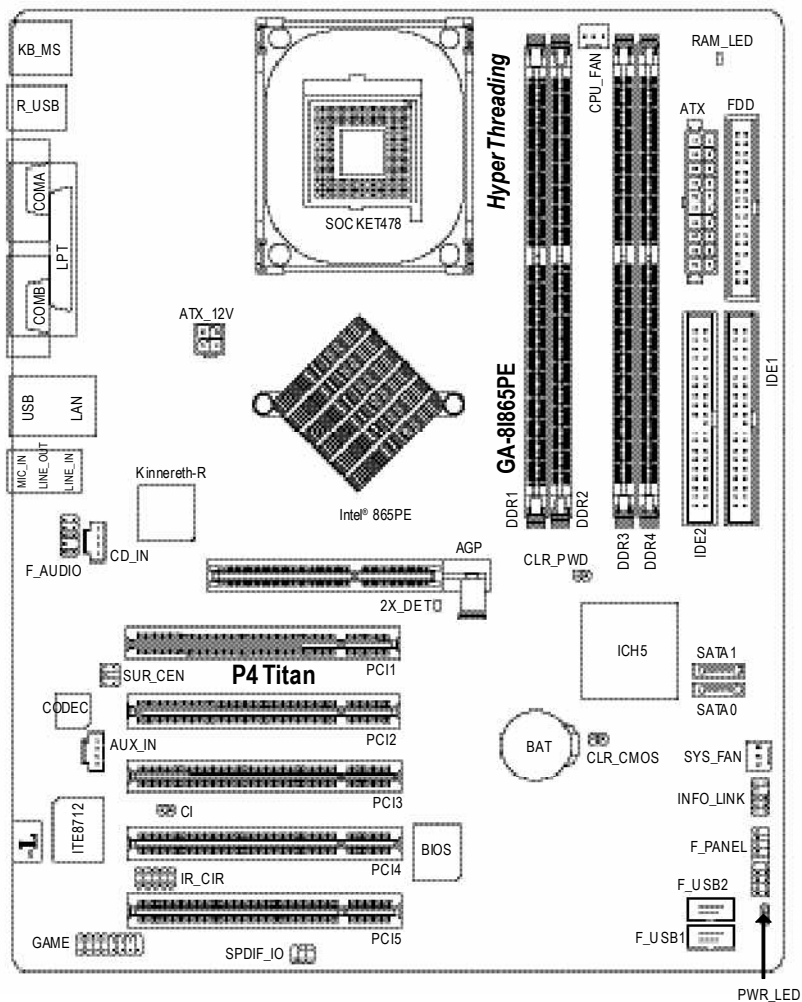 KB_MS
R_USB
COMA
LPT
COMB
SOCKET478
HyperThreading
CPU_FAN
RAM_LED
ATX
FDD
ATX_12V
USB
LAN
MIC_IN
LINE_OUT
LINE_IN
Kinnereth-R
Intel® 865PE
GA-8I865PE
DDR1
DDR2
DDR3
DDR4
IDE2
IDE1
F_AUDIO
CD_IN
AGP
2X_DET
CLR_PWD
PCI1
SUR_CEN
P4 Titan
ICH5
SATA1
SATA0
CODEC
AUX_IN
PCI2
BAT
CLR_CMOS
SYS_FAN
PCI3
CI
INFO_LINK
ITE8712
PCI4
BIOS
F_PANEL
IR_CIR
F_USB2
PCI5
GAME
SPDIF_IO
F_USB1
PWR_LED